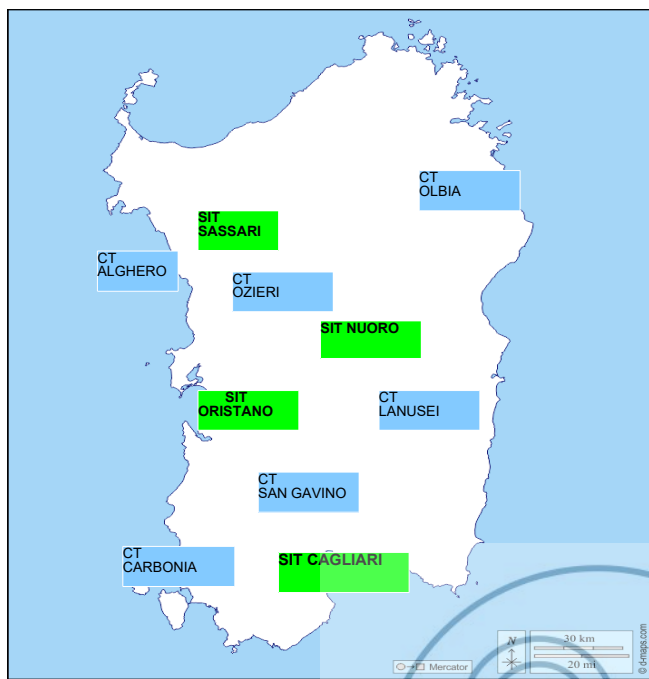 CT
OLBIA
SIT
SASSARI
CT
ALGHERO
CT
OZIERI
SIT NUORO
SIT
ORISTANO
CT
LANUSEI
CT
SAN GAVINO
CT
CARBONIA
SIT CAGLIARI
N
30 km
20 mi
Mercator
© d-maps.com